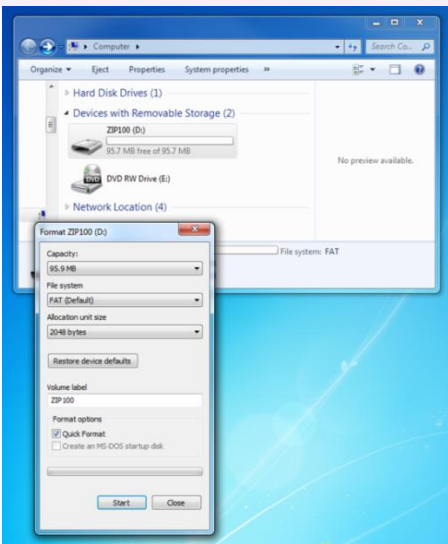 Computer
Search Co...
Organize
Eject
Properties
System properties
»
Hard Disk Drives (1)
Devices with Removable Storage (2)
ZIP100 (D:)
95.7 MB free of 95.7 MB
DVD RW Drive (E:)
No preview available.
Network Location (4)
File system: FAT
Format ZIP100 (D:)
Capacity:
95.9 MB
File system
FAT (Default)
Allocation unit size
2048 bytes
Restore device defaults
Volume label
ZIP100
Format options
Quick Format
Create an MS-DOS startup disk
Start
Close